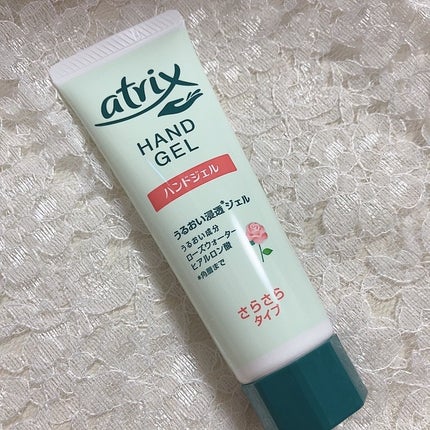 atrix
HAND
GEL
ハンドジェル
うるおい浸透*ジェル
うるおい成分
ローズウォーター
ヒアルロン酸
*角層まで
さらさら
タイプ